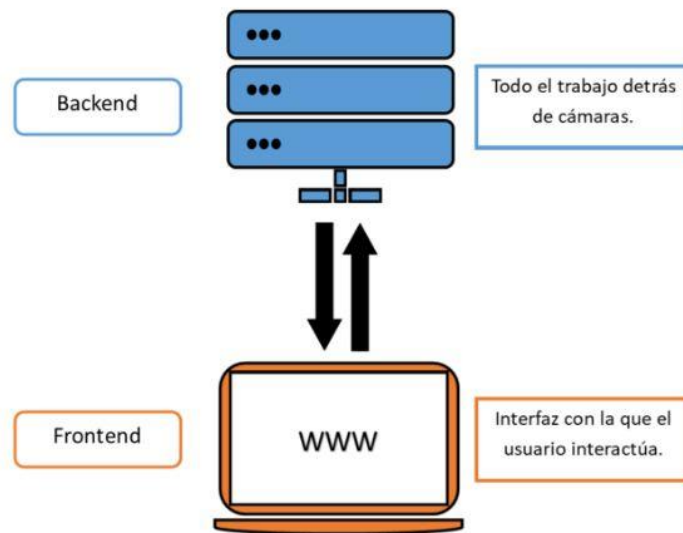 Backend
Todo el trabajo detrás
de cámaras.
Frontend
WWW
Interfaz con la que el
usuario interactúa.